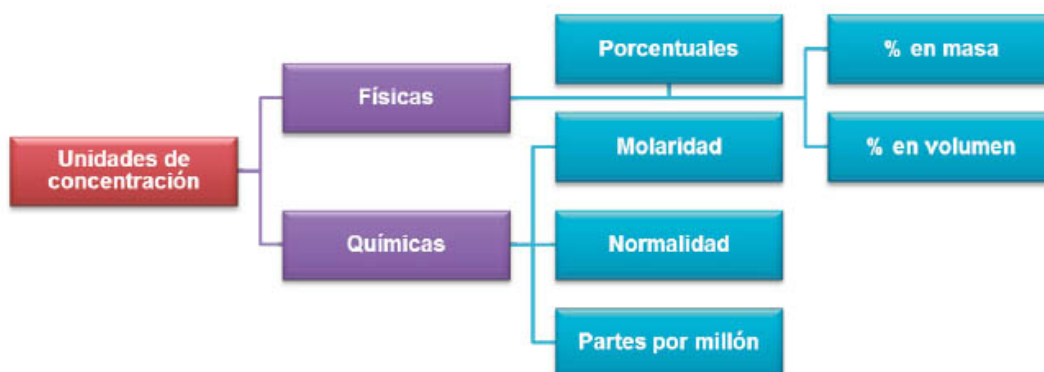 Unidades de
concentración
Físicas
Químicas
Porcentuales
% en masa
% en volumen
Molaridad
Normalidad
Partes por millón